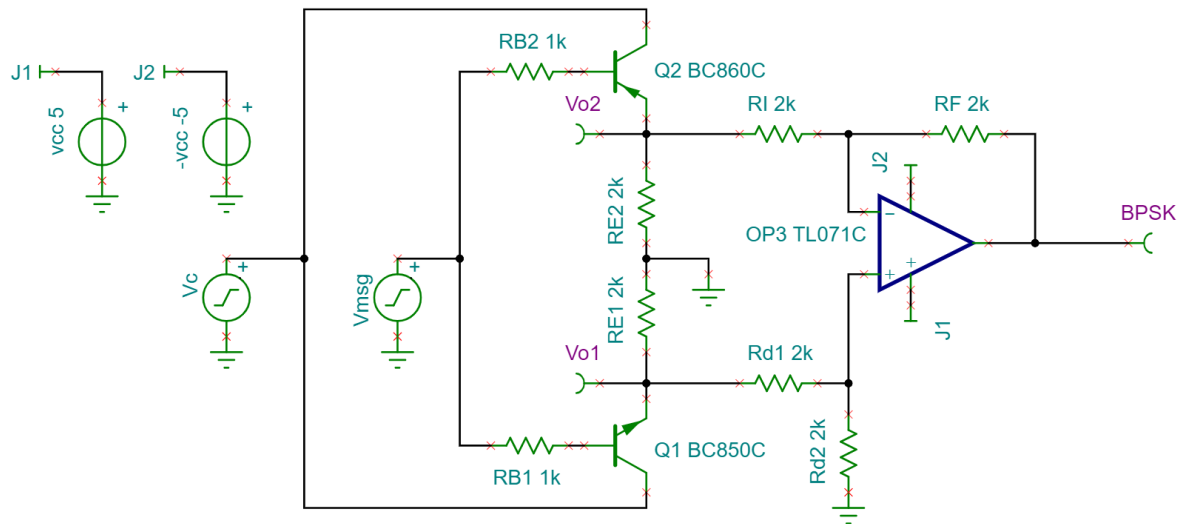 RB2 1k
Q2 BC860C
J1
J2
+
+
vcc 5
-vcc -5
Vo2
RI 2k
RF 2k
J2
RE2 2k
OP3 TL071C
−
BPSK
+
+
+
+
Vc
Vmsg
RE1 2k
J1
Vo1
Rd1 2k
Q1 BC850C
RB1 1k
Rd2 2k